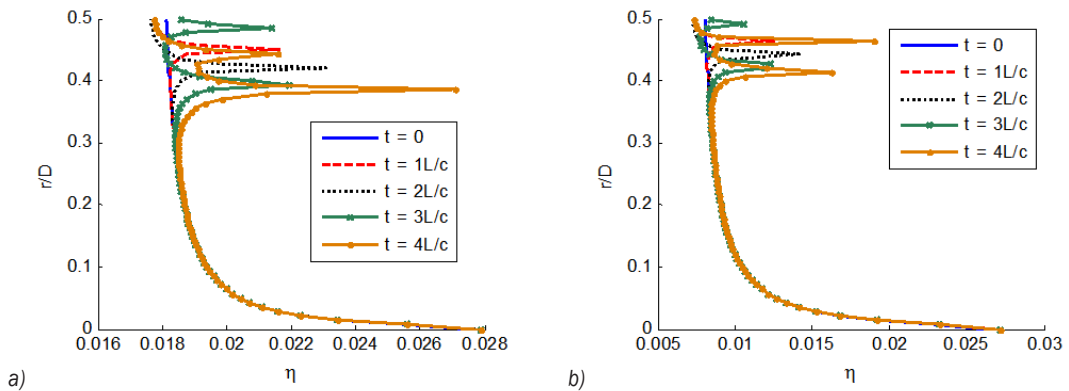 0.5
0.4
0.3
0.2
0.1
0
r/D
0.016 0.018 0.02 0.022 0.024 0.026 0.028
η
t = 0
t = 1L/c
t = 2L/c
t = 3L/c
t = 4L/c
a)
0.5
0.4
0.3
0.2
0.1
0
r/D
0.005 0.01 0.015 0.02 0.025 0.03
η
t = 0
t = 1L/c
t = 2L/c
t = 3L/c
t = 4L/c
b)